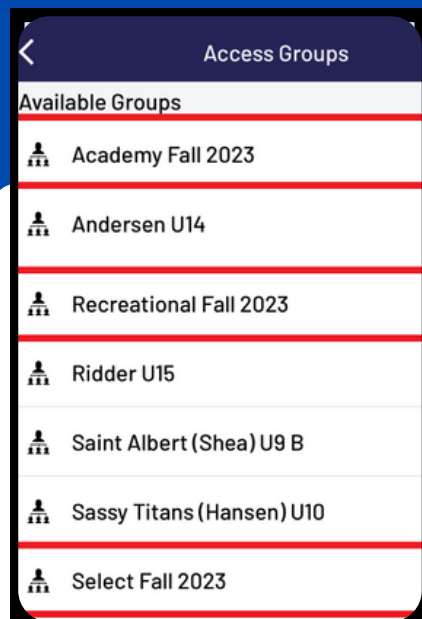 Access Groups
Available Groups
Academy Fall 2023
Andersen U14
Recreational Fall 2023
Ridder U15
Saint Albert (Shea) U9 B
Sassy Titans (Hansen) U10
Select Fall 2023